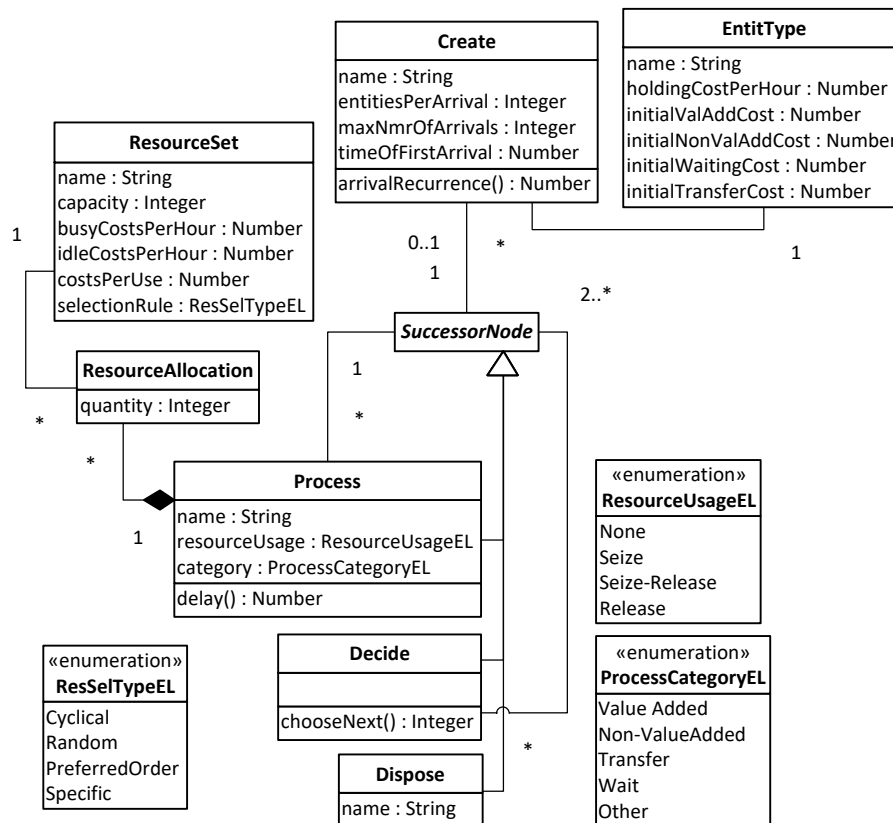 Create
name : String
entitiesPerArrival : Integer
maxNmrOfArrivals : Integer
timeOfFirstArrival : Number
arrivalRecurrence() : Number
EntitType
name : String
holdingCostPerHour : Number
initialValAddCost : Number
initialNonValAddCost : Number
initialWaitingCost : Number
initialTransferCost : Number
ResourceSet
name : String
capacity : Integer
busyCostsPerHour : Number
idleCostsPerHour : Number
costsPerUse : Number
selectionRule : ResSelTypeEL
1
0..1
*
1
1
2..*
SuccessorNode
ResourceAllocation
quantity : Integer
1
*
*
*
Process
name : String
resourceUsage : ResourceUsageEL
category : ProcessCategoryEL
delay() : Number
1
«enumeration»
ResourceUsageEL
None
Seize
Seize-Release
Release
Decide
chooseNext() : Integer
*
«enumeration»
ResSelTypeEL
Cyclical
Random
PreferredOrder
Specific
«enumeration»
ProcessCategoryEL
Value Added
Non-ValueAdded
Transfer
Wait
Other
Dispose
name : String